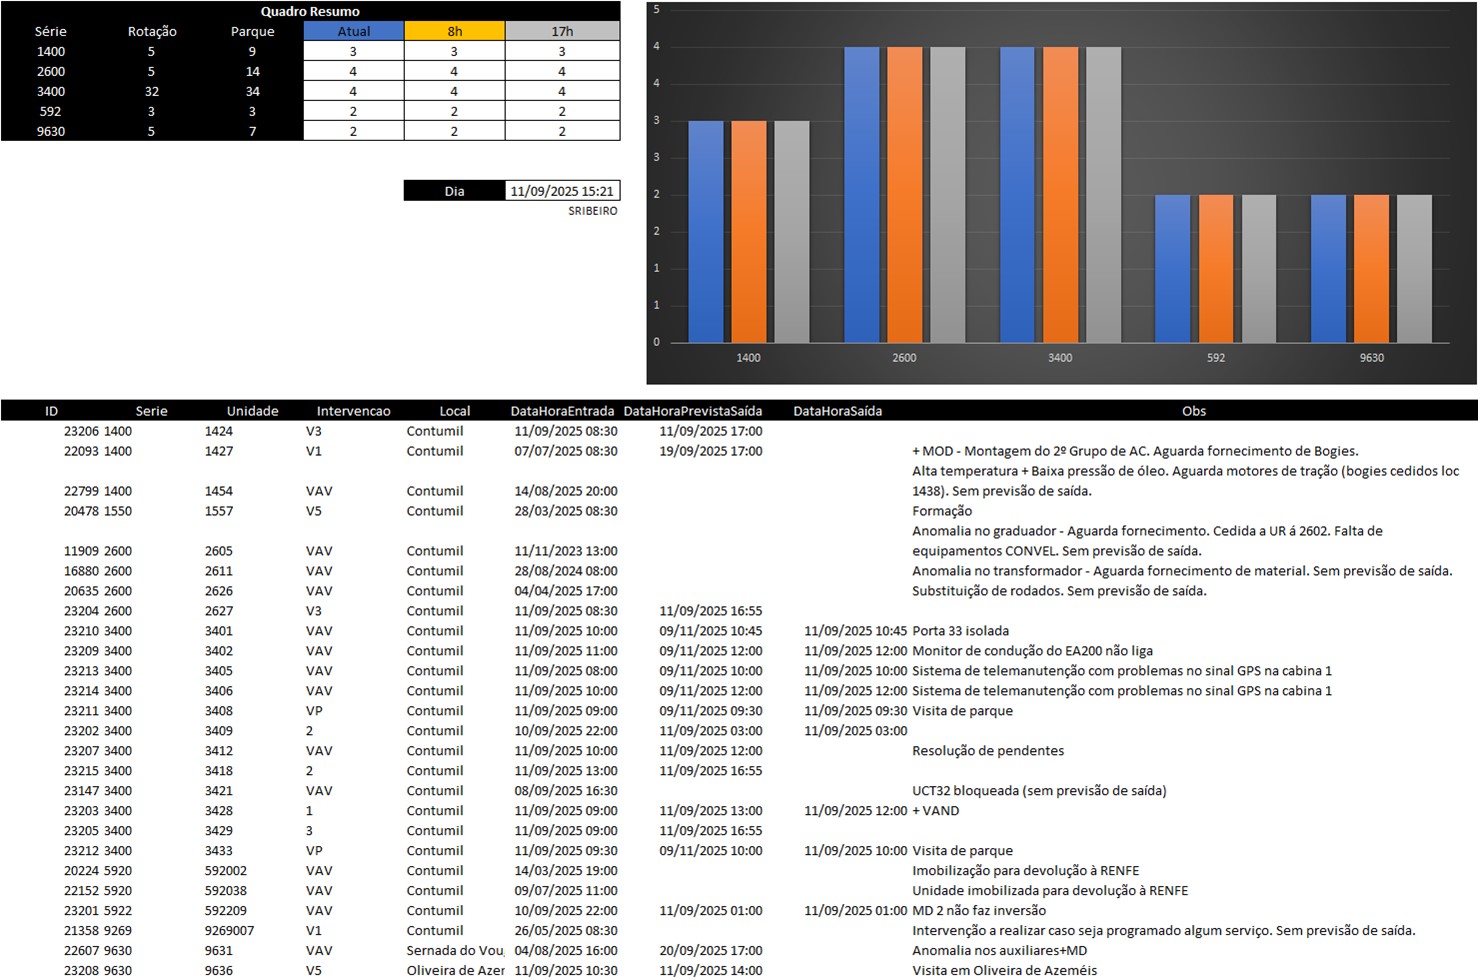 Quadro Resumo
Série Rotação Parque Atual 8h 17h
1400 5 9 3 3 3
2600 5 14 4 4 4
3400 32 34 4 4 4
592 3 3 2 2 2
9630 5 7 2 2 2
Dia 11/09/2025 15:21
SRIBEIRO
5
4
4
3
3
2
2
1
1
0
1400 2600 3400 592 9630
ID Serie Unidade Intervencao Local DataHoraEntrada DataHoraPrevistaSaída DataHoraSaída Obs
23206 1400 1424 V3 Contumil 11/09/2025 08:30 11/09/2025 17:00
22093 1400 1427 V1 Contumil 07/07/2025 08:30 19/09/2025 17:00 + MOD - Montagem do 2º Grupo de AC. Aguarda fornecimento de Bogies.
Alta temperatura + Baixa pressão de óleo. Aguarda motores de tração (bogies cedidos loc
22799 1400 1454 VAV Contumil 14/08/2025 20:00 1438). Sem previsão de saída.
20478 1550 1557 V5 Contumil 28/03/2025 08:30 Formação
Anomalia no graduador - Aguarda fornecimento. Cedida a UR á 2602. Falta de
11909 2600 2605 VAV Contumil 11/11/2023 13:00 equipamentos CONVEL. Sem previsão de saída.
16880 2600 2611 VAV Contumil 28/08/2024 08:00 Anomalia no transformador - Aguarda fornecimento de material. Sem previsão de saída.
20635 2600 2626 VAV Contumil 04/04/2025 17:00 Substituição de rodados. Sem previsão de saída.
23204 2600 2627 V3 Contumil 11/09/2025 08:30 11/09/2025 16:55
23210 3400 3401 VAV Contumil 11/09/2025 10:00 09/11/2025 10:45 11/09/2025 10:45 Porta 33 isolada
23209 3400 3402 VAV Contumil 11/09/2025 11:00 09/11/2025 12:00 11/09/2025 12:00 Monitor de condução do EA200 não liga
23213 3400 3405 VAV Contumil 11/09/2025 08:00 09/11/2025 10:00 11/09/2025 10:00 Sistema de telemanutenção com problemas no sinal GPS na cabina 1
23214 3400 3406 VAV Contumil 11/09/2025 10:00 09/11/2025 12:00 11/09/2025 12:00 Sistema de telemanutenção com problemas no sinal GPS na cabina 1
23211 3400 3408 VP Contumil 11/09/2025 09:00 09/11/2025 09:30 11/09/2025 09:30 Visita de parque
23202 3400 3409 2 Contumil 10/09/2025 22:00 11/09/2025 03:00 11/09/2025 03:00
23207 3400 3412 VAV Contumil 11/09/2025 10:00 11/09/2025 12:00 Resolução de pendentes
23215 3400 3418 2 Contumil 11/09/2025 13:00 11/09/2025 16:55
23147 3400 3421 VAV Contumil 08/09/2025 16:30 UCT32 bloqueada (sem previsão de saída)
23203 3400 3428 1 Contumil 11/09/2025 09:00 11/09/2025 13:00 11/09/2025 12:00 + VAND
23205 3400 3429 3 Contumil 11/09/2025 09:00 11/09/2025 16:55
23212 3400 3433 VP Contumil 11/09/2025 09:30 09/11/2025 10:00 11/09/2025 10:00 Visita de parque
20224 5920 592002 VAV Contumil 14/03/2025 19:00 Imobilização para devolução à RENFE
22152 5920 592038 VAV Contumil 09/07/2025 11:00 Unidade imobilizada para devolução à RENFE
23201 5922 592209 VAV Contumil 10/09/2025 22:00 11/09/2025 01:00 11/09/2025 01:00 MD 2 não faz inversão
21358 9269 9269007 V1 Contumil 26/05/2025 08:30 Intervenção a realizar caso seja programado algum serviço. Sem previsão de saída.
22607 9630 9631 VAV Sernada do Vou 04/08/2025 16:00 20/09/2025 17:00 Anomalia nos auxiliares+MD
23208 9630 9636 V5 Oliveira de Azer 11/09/2025 10:30 11/09/2025 14:00 Visita em Oliveira de Azeméis